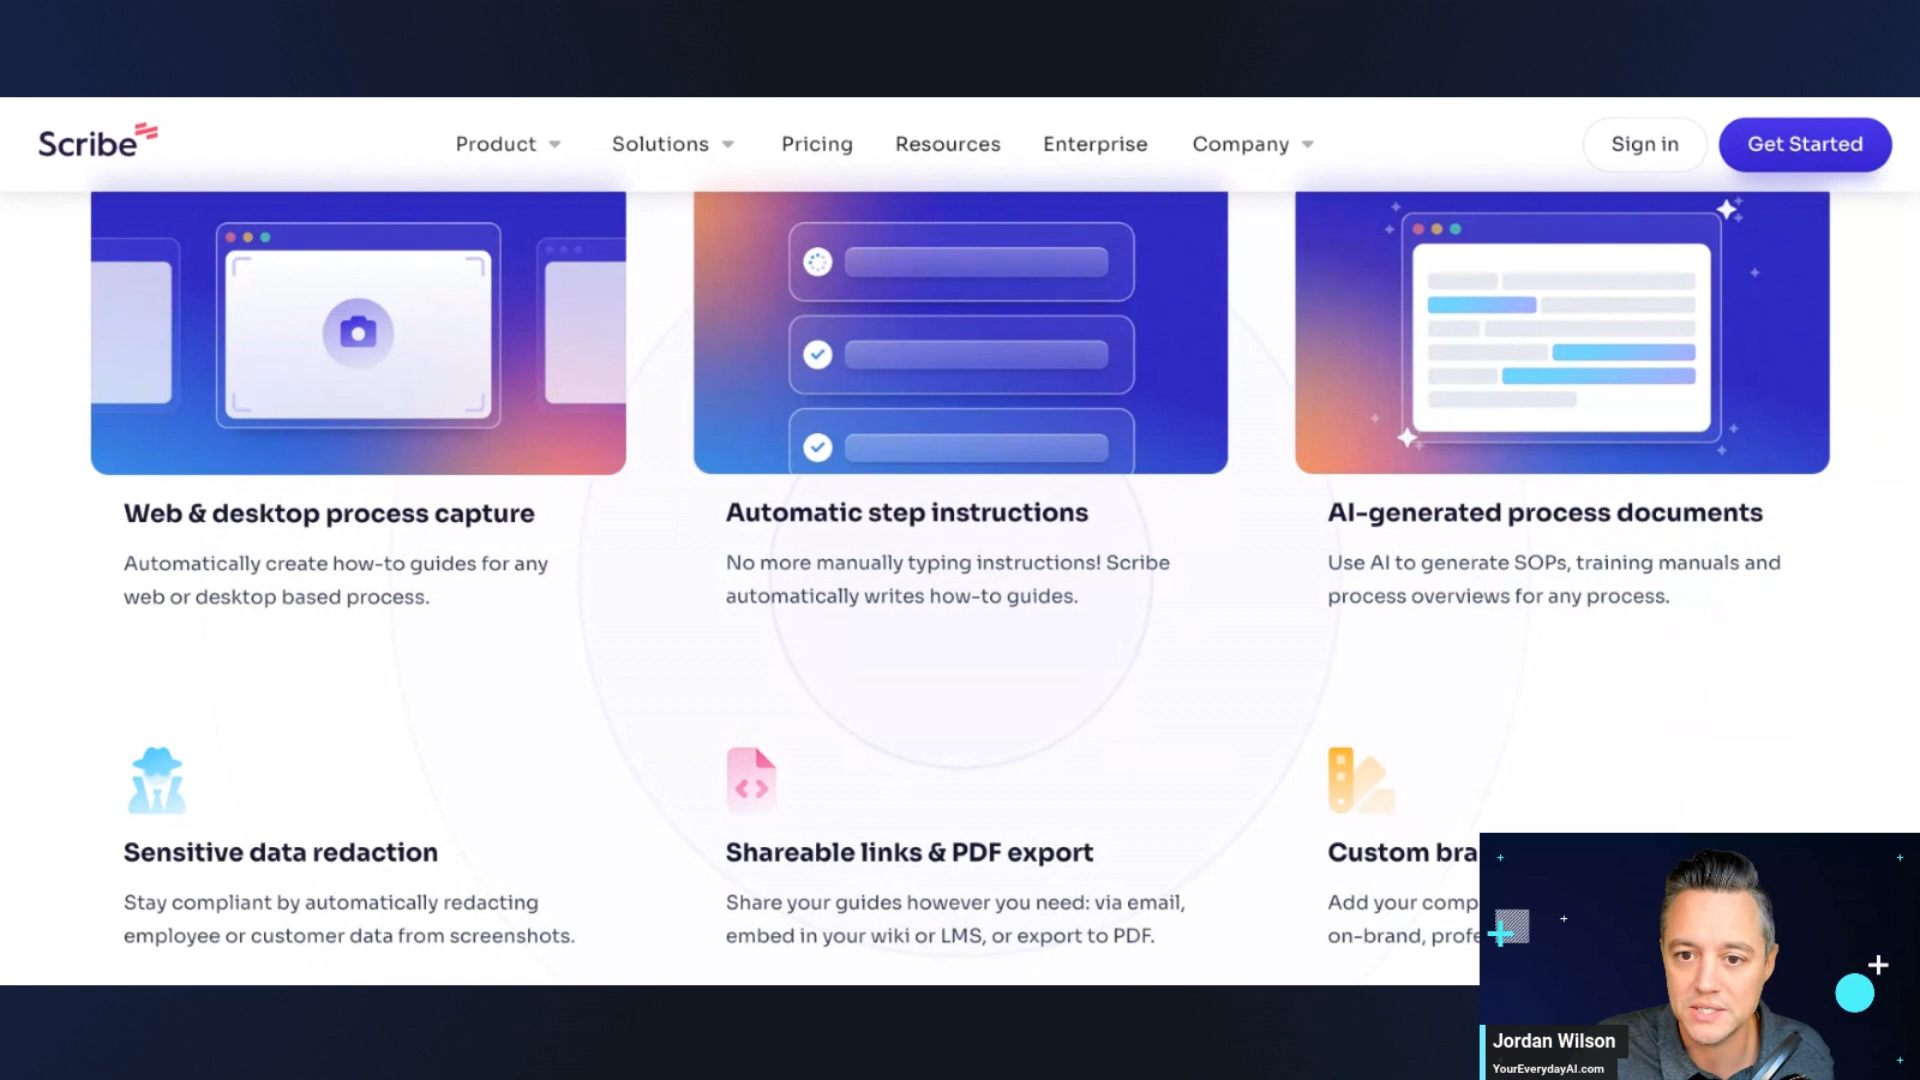 Scribe
Product
Solutions
Pricing
Resources
Enterprise
Company
Sign in
Get Started
Web & desktop process capture
Automatically create how-to guides for any
web or desktop based process.
Automatic step instructions
No more manually typing instructions! Scribe
automatically writes how-to guides.
AI-generated process documents
Use AI to generate SOPs, training manuals and
process overviews for any process.
Sensitive data redaction
Stay compliant by automatically redacting
employee or customer data from screenshots.
Shareable links & PDF export
Share your guides however you need: via email,
embed in your wiki or LMS, or export to PDF.
Custom
Add your
on-brand,
Jordan Wilson
YourEverydayAI.com